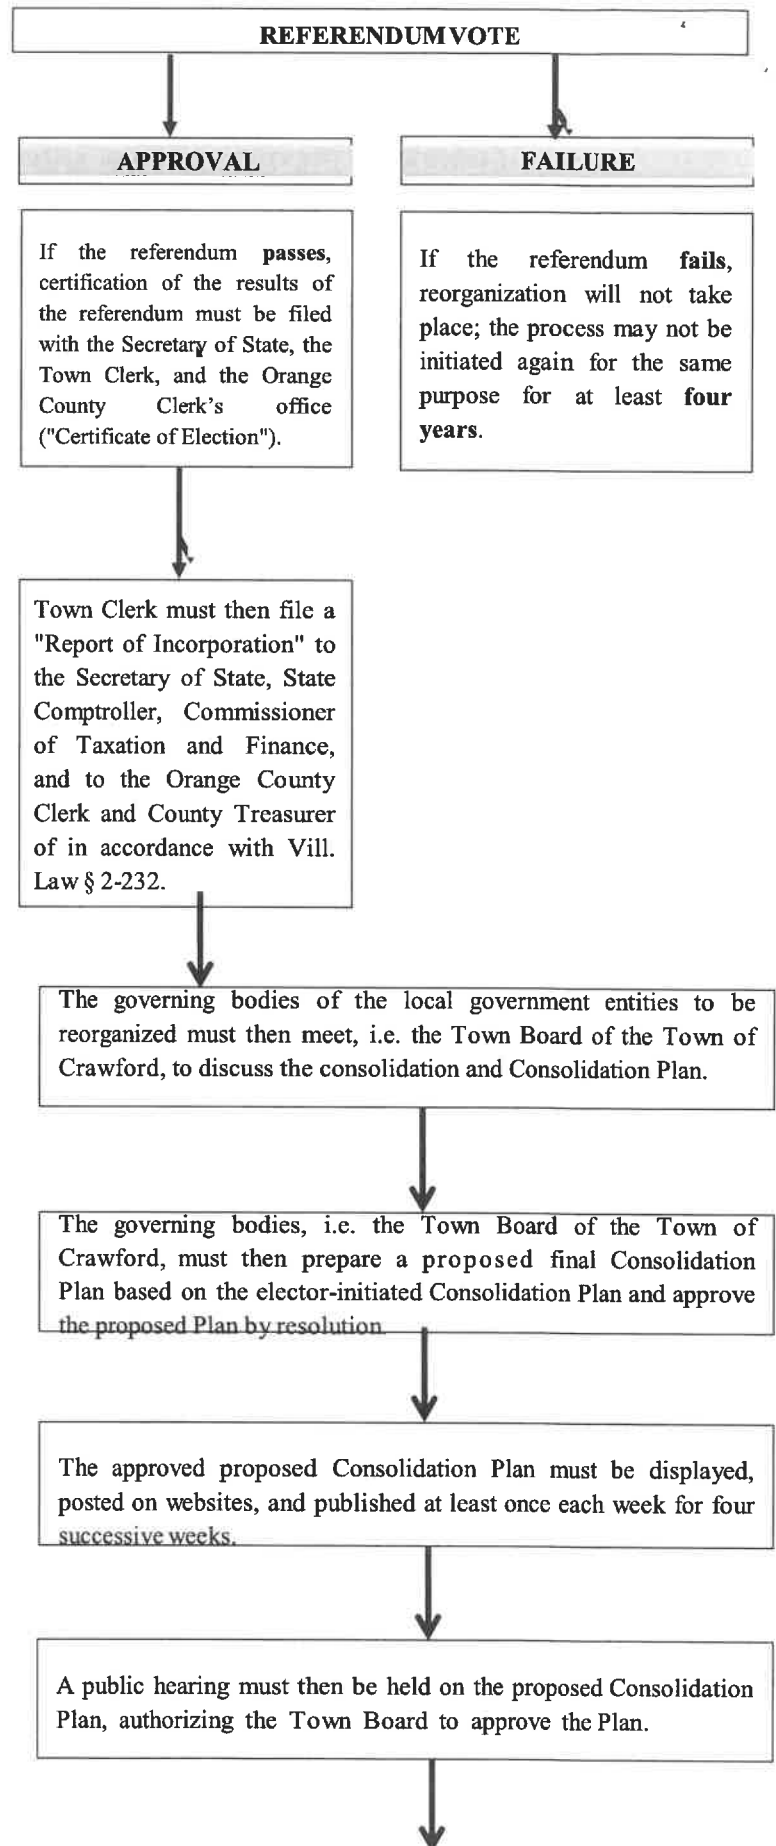 REFERENDUM VOTE
APPROVAL
If the referendum passes,
certification of the results of
the referendum must be filed
with the Secretary of State, the
Town Clerk, and the Orange
County Clerk's office
("Certificate of Election").
FAILURE
If the referendum fails,
reorganization will not take
place; the process may not be
initiated again for the same
purpose for at least four
years.
Town Clerk must then file a
"Report of Incorporation" to
the Secretary of State, State
Comptroller, Commissioner
of Taxation and Finance,
and to the Orange County
Clerk and County Treasurer
of in accordance with Vill.
Law § 2-232.
The governing bodies of the local government entities to be
reorganized must then meet, i.e. the Town Board of the Town of
Crawford, to discuss the consolidation and Consolidation Plan.
The governing bodies, i.e. the Town Board of the Town of
Crawford, must then prepare a proposed final Consolidation
Plan based on the elector-initiated Consolidation Plan and approve
the proposed Plan by resolution.
The approved proposed Consolidation Plan must be displayed,
posted on websites, and published at least once each week for four
successive weeks.
A public hearing must then be held on the proposed Consolidation
Plan, authorizing the Town Board to approve the Plan.